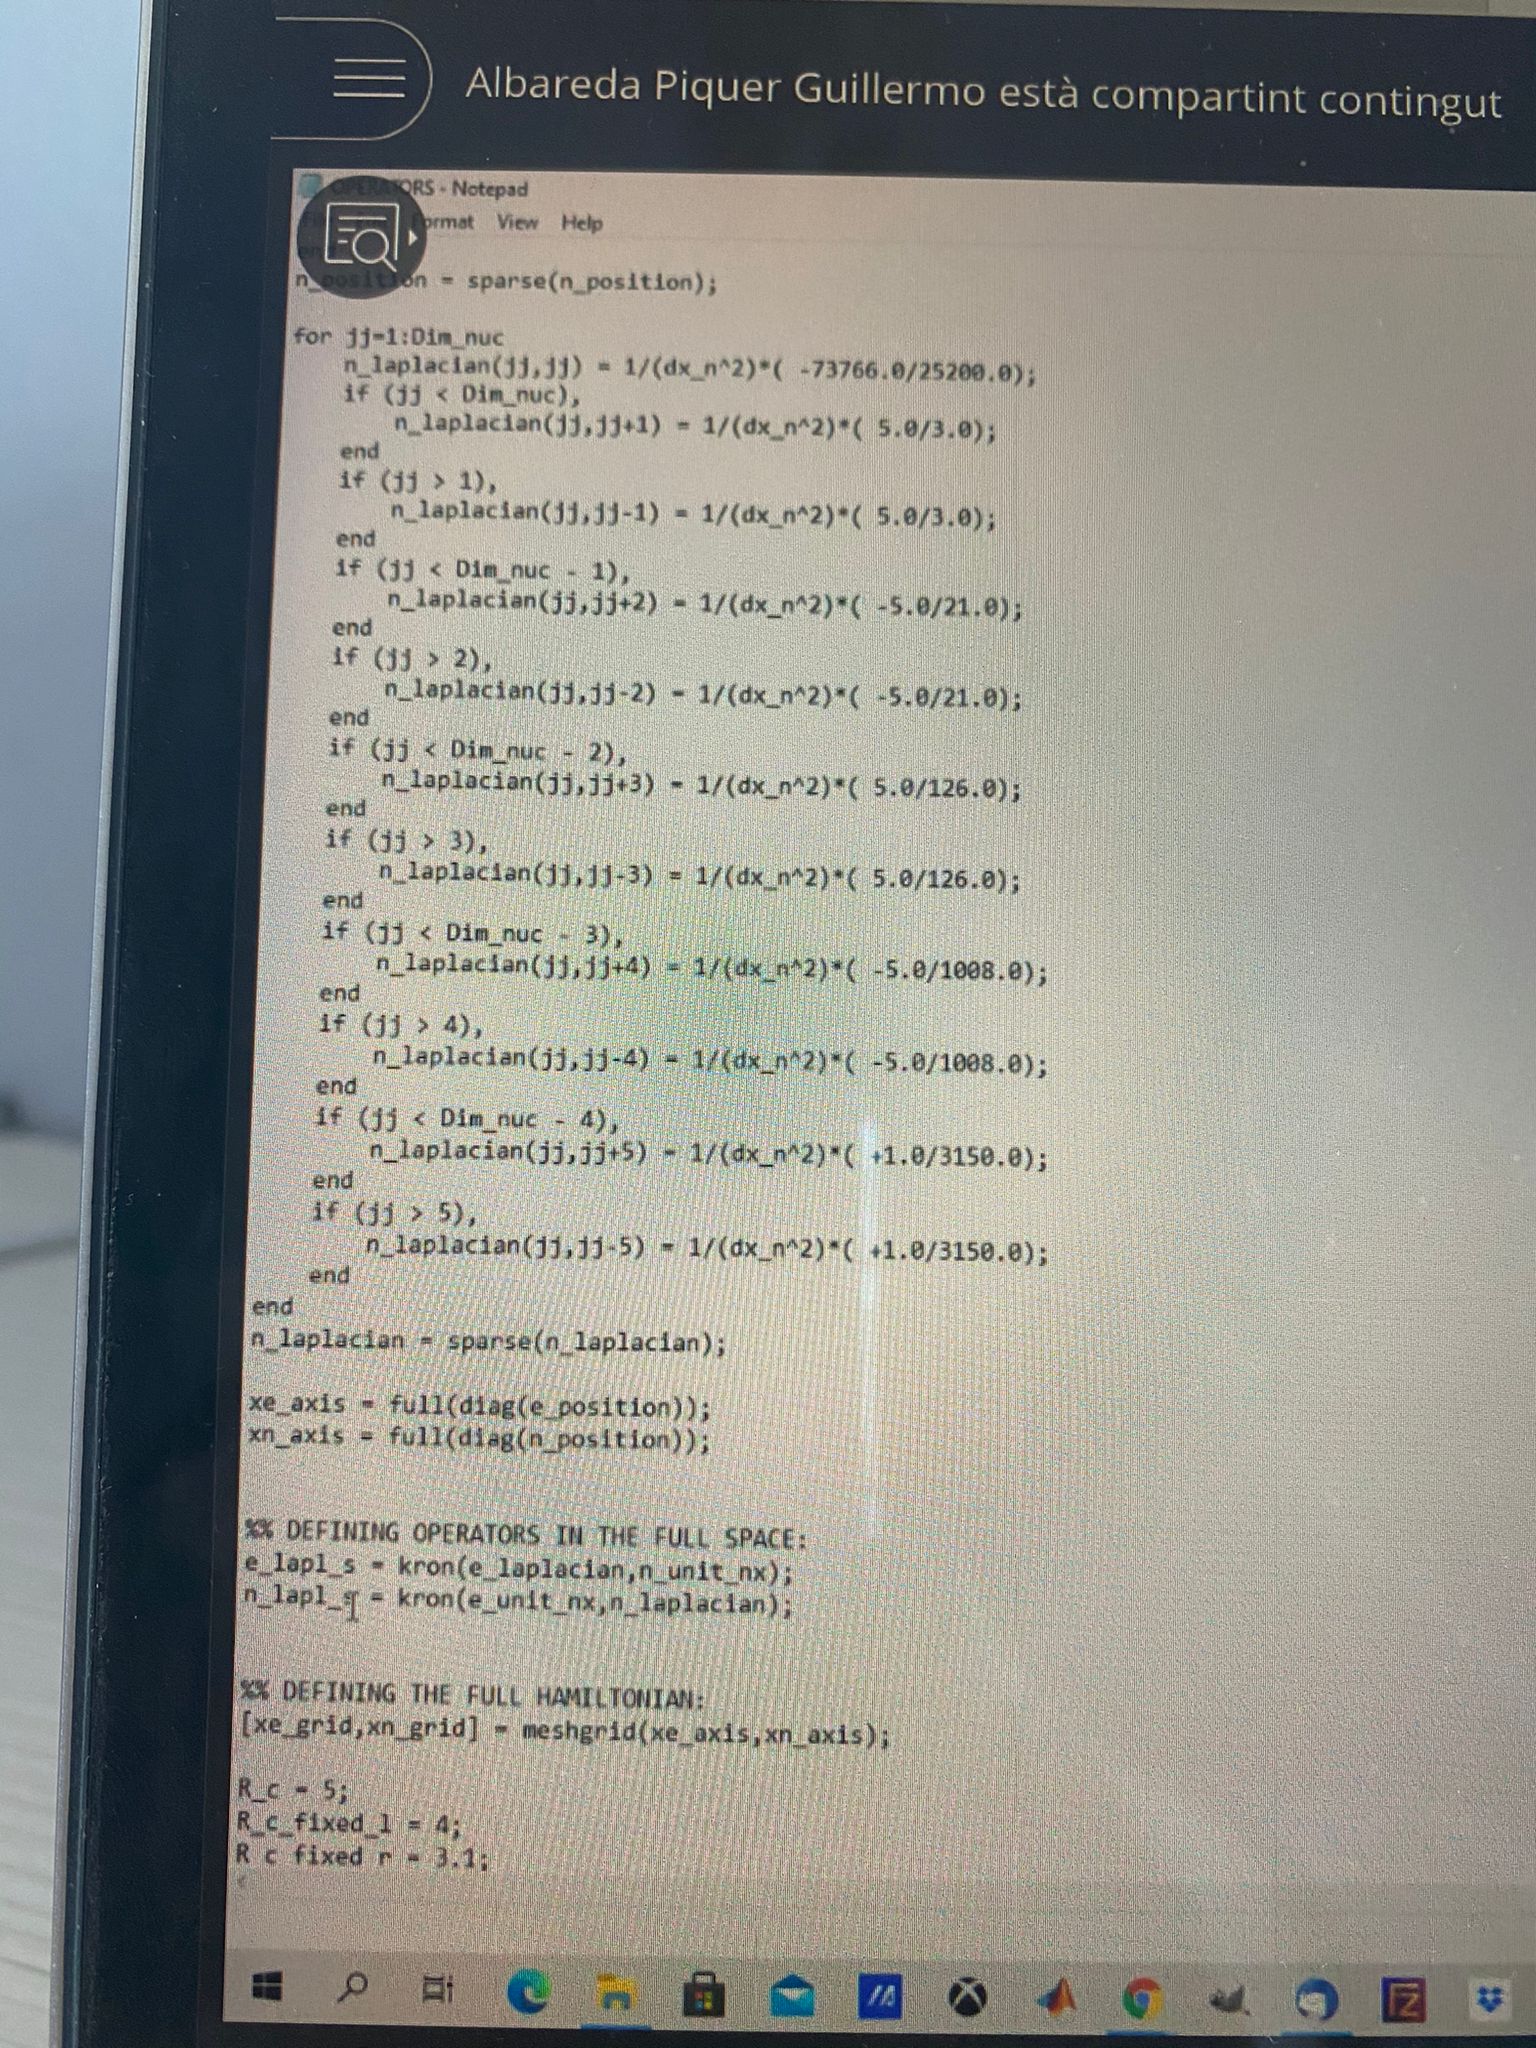 Albareda Piquer Guillermo està compartint contingut
OPERATORS - Notepad
Format View Help
n_position = sparse(n_position);
for jj=1:Dim_nuc
n_laplacian(jj,jj) = 1/(dx_n^2)*( -73766.0/25200.0);
if (jj < Dim_nuc),
n_laplacian(jj,jj+1) = 1/(dx_n^2)*( 5.0/3.0);
end
if (jj > 1),
n_laplacian(jj,jj-1) = 1/(dx_n^2)*( 5.0/3.0);
end
if (jj < Dim_nuc - 1),
n_laplacian(jj,jj+2) = 1/(dx_n^2)*( -5.0/21.0);
end
if (jj > 2),
n_laplacian(jj,jj-2) = 1/(dx_n^2)*( -5.0/21.0);
end
if (jj < Dim_nuc - 2),
n_laplacian(jj,jj+3) = 1/(dx_n^2)*( 5.0/126.0);
end
if (jj > 3),
n_laplacian(jj,jj-3) = 1/(dx_n^2)*( 5.0/126.0);
end
if (jj < Dim_nuc - 3),
n_laplacian(jj,jj+4) = 1/(dx_n^2)*( -5.0/1008.0);
end
if (jj > 4),
n_laplacian(jj,jj-4) = 1/(dx_n^2)*( -5.0/1008.0);
end
if (jj < Dim_nuc - 4),
n_laplacian(jj,jj+5) = 1/(dx_n^2)*( +1.0/3150.0);
end
if (jj > 5),
n_laplacian(jj,jj-5) = 1/(dx_n^2)*( +1.0/3150.0);
end
end
n_laplacian = sparse(n_laplacian);
xe_axis = full(diag(e_position));
xn_axis = full(diag(n_position));
%% DEFINING OPERATORS IN THE FULL SPACE:
e_lapl_s = kron(e_laplacian,n_unit_nx);
n_lapl_s = kron(e_unit_nx,n_laplacian);
%% DEFINING THE FULL HAMILTONIAN:
[xe_grid,xn_grid] = meshgrid(xe_axis,xn_axis);
R_c = 5;
R_c_fixed_l = 4;
R_c_fixed_r = 3.1;